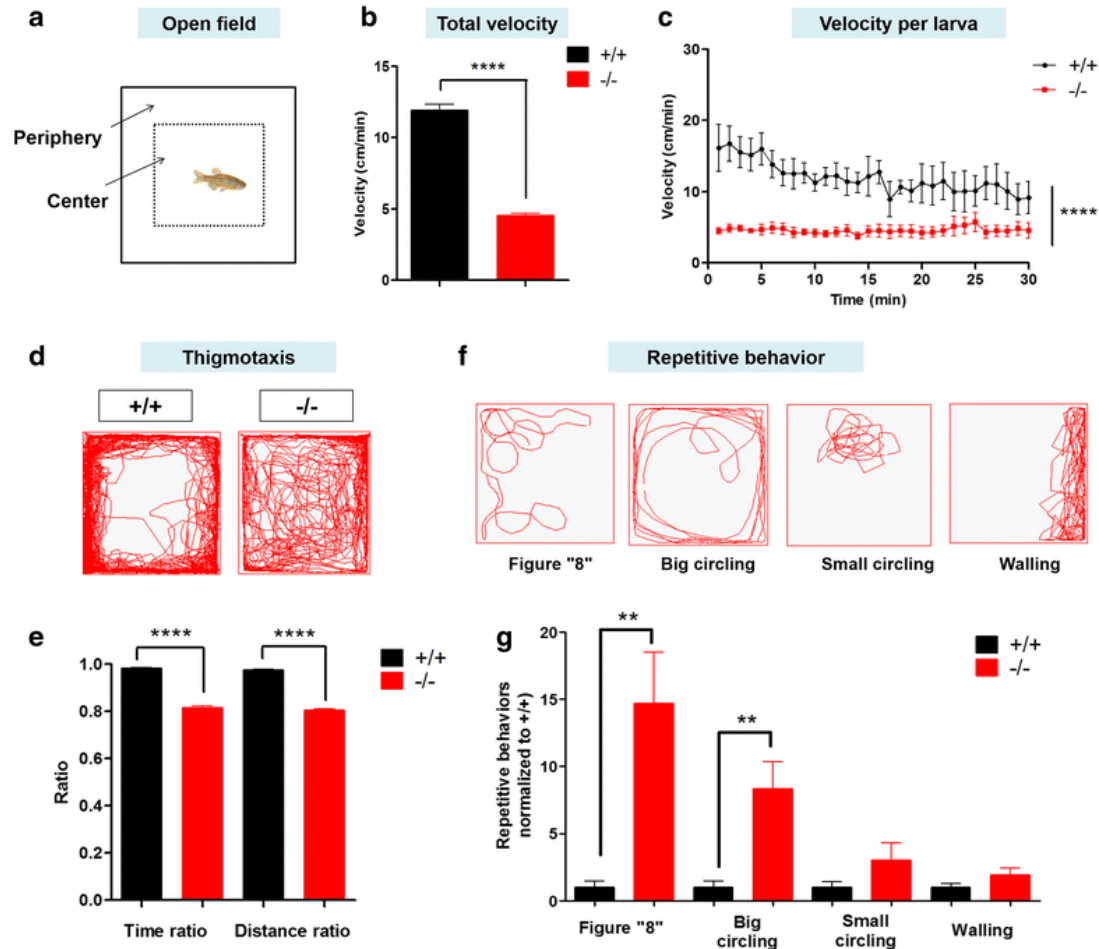 a
Open field
Periphery
Center
b
Total velocity
+/+
-/-
****
Velocity (cm/min)
15
10
5
0
c
Velocity per larva
+/+
-/-
Velocity (cm/min)
40
30
20
10
0
****
0 5 10 15 20 25 30
Time (min)
d
Thigmotaxis
+/+ -/-
e
+/+
-/-
**** ****
Ratio
1.0
0.8
0.6
0.4
0.2
0.0
Time ratio Distance ratio
f
Repetitive behavior
Figure "8" Big circling Small circling Walling
g
+/+
-/-
** **
Repetitive behaviors
normalized to +/+)
20
15
10
5
0
Figure "8" Big Small Walling
circling circling